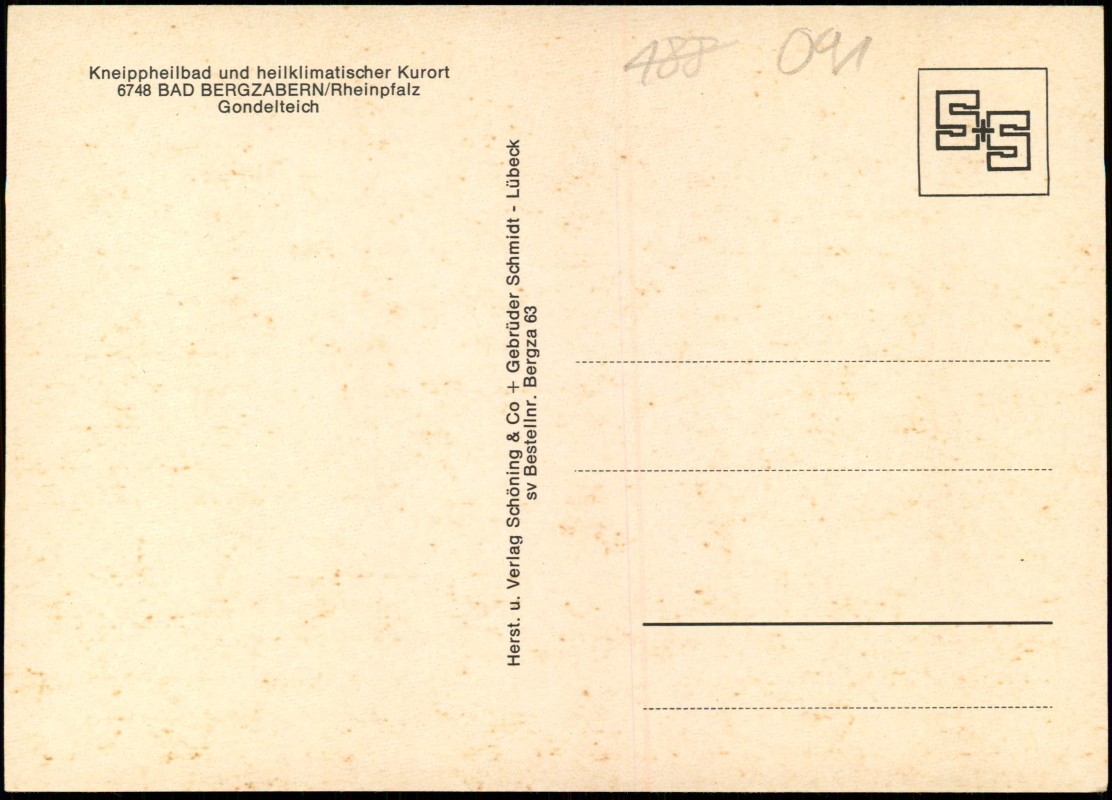 Kneippheilbad und heilklimatischer Kurort
6748 BAD BERGZABERN/Rheinpfalz
Gondelteich
Herst. u. Verlag Schöning & Co + Gebrüder Schmidt - Lübeck
sv Bestellnr. Bergza 63
488 091
S+S